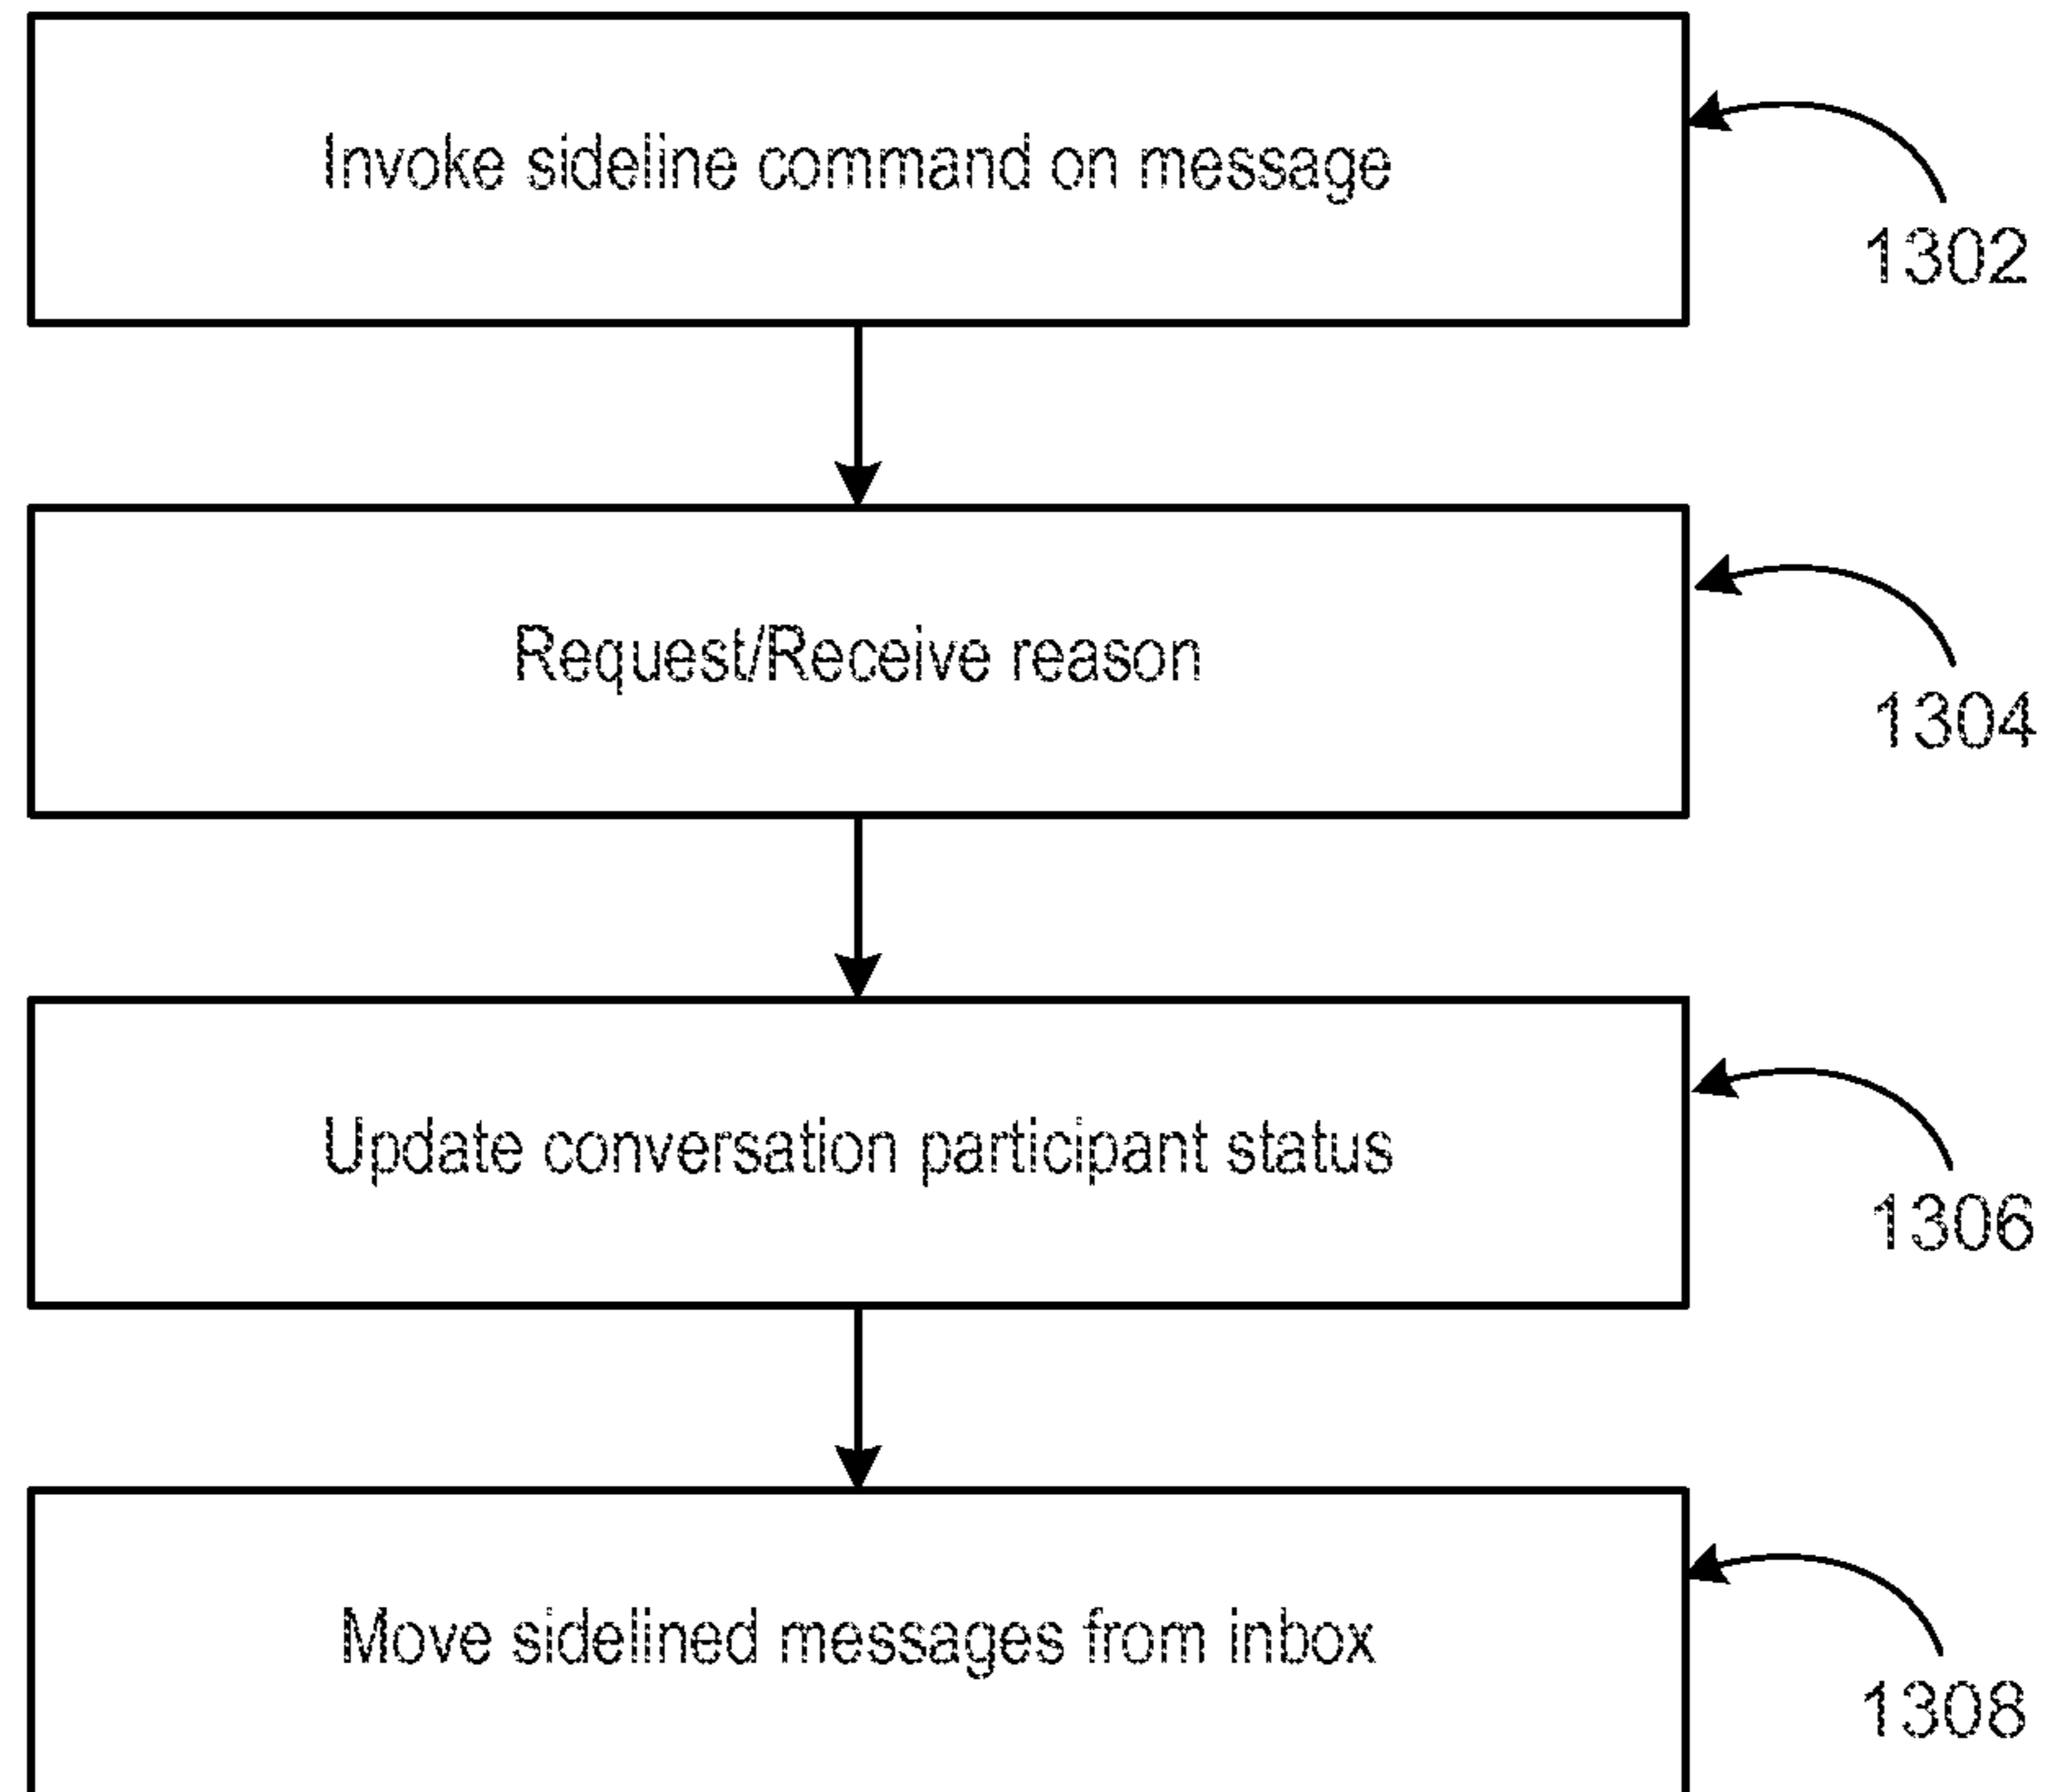 Invoke sideline command on message
1302
Request/Receive reason
1304
Update conversation participant status
1306
Move sidelined messages from inbox
1308